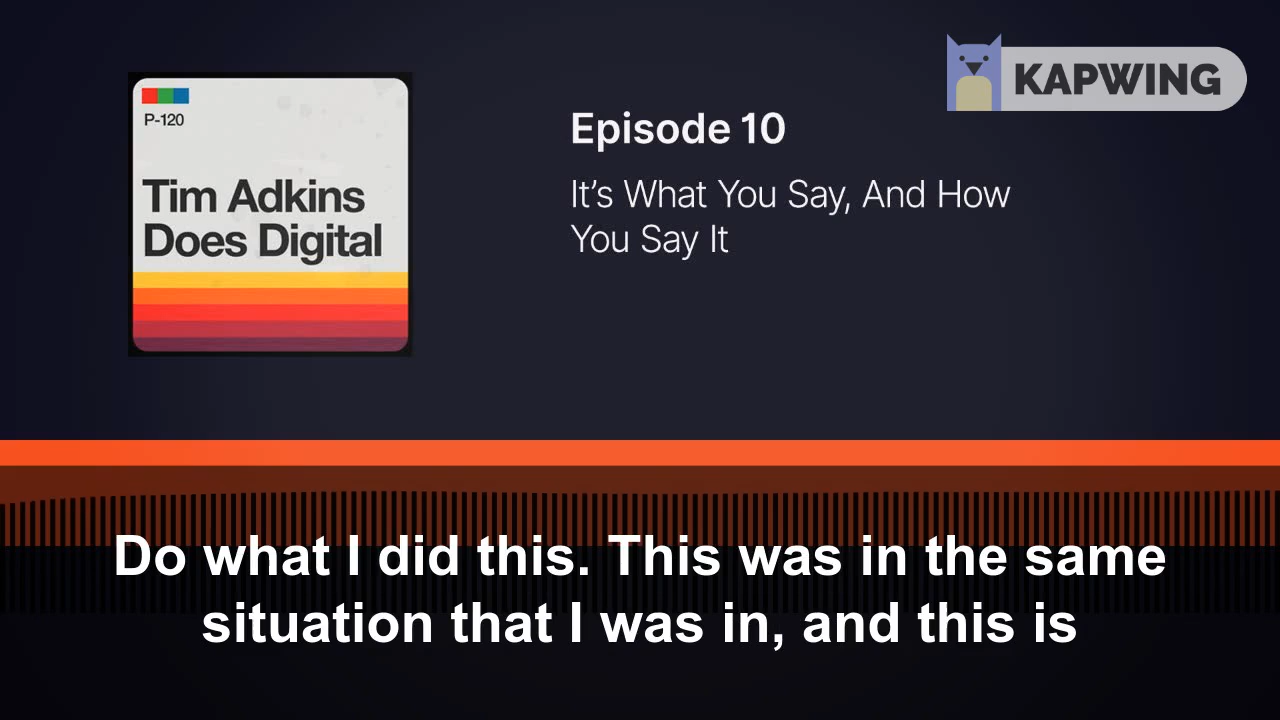 P-120
Tim Adkins
Does Digital
KAPWING
Episode 10
It’s What You Say, And How
You Say It
Do what I did this. This was in the same
situation that I was in, and this is